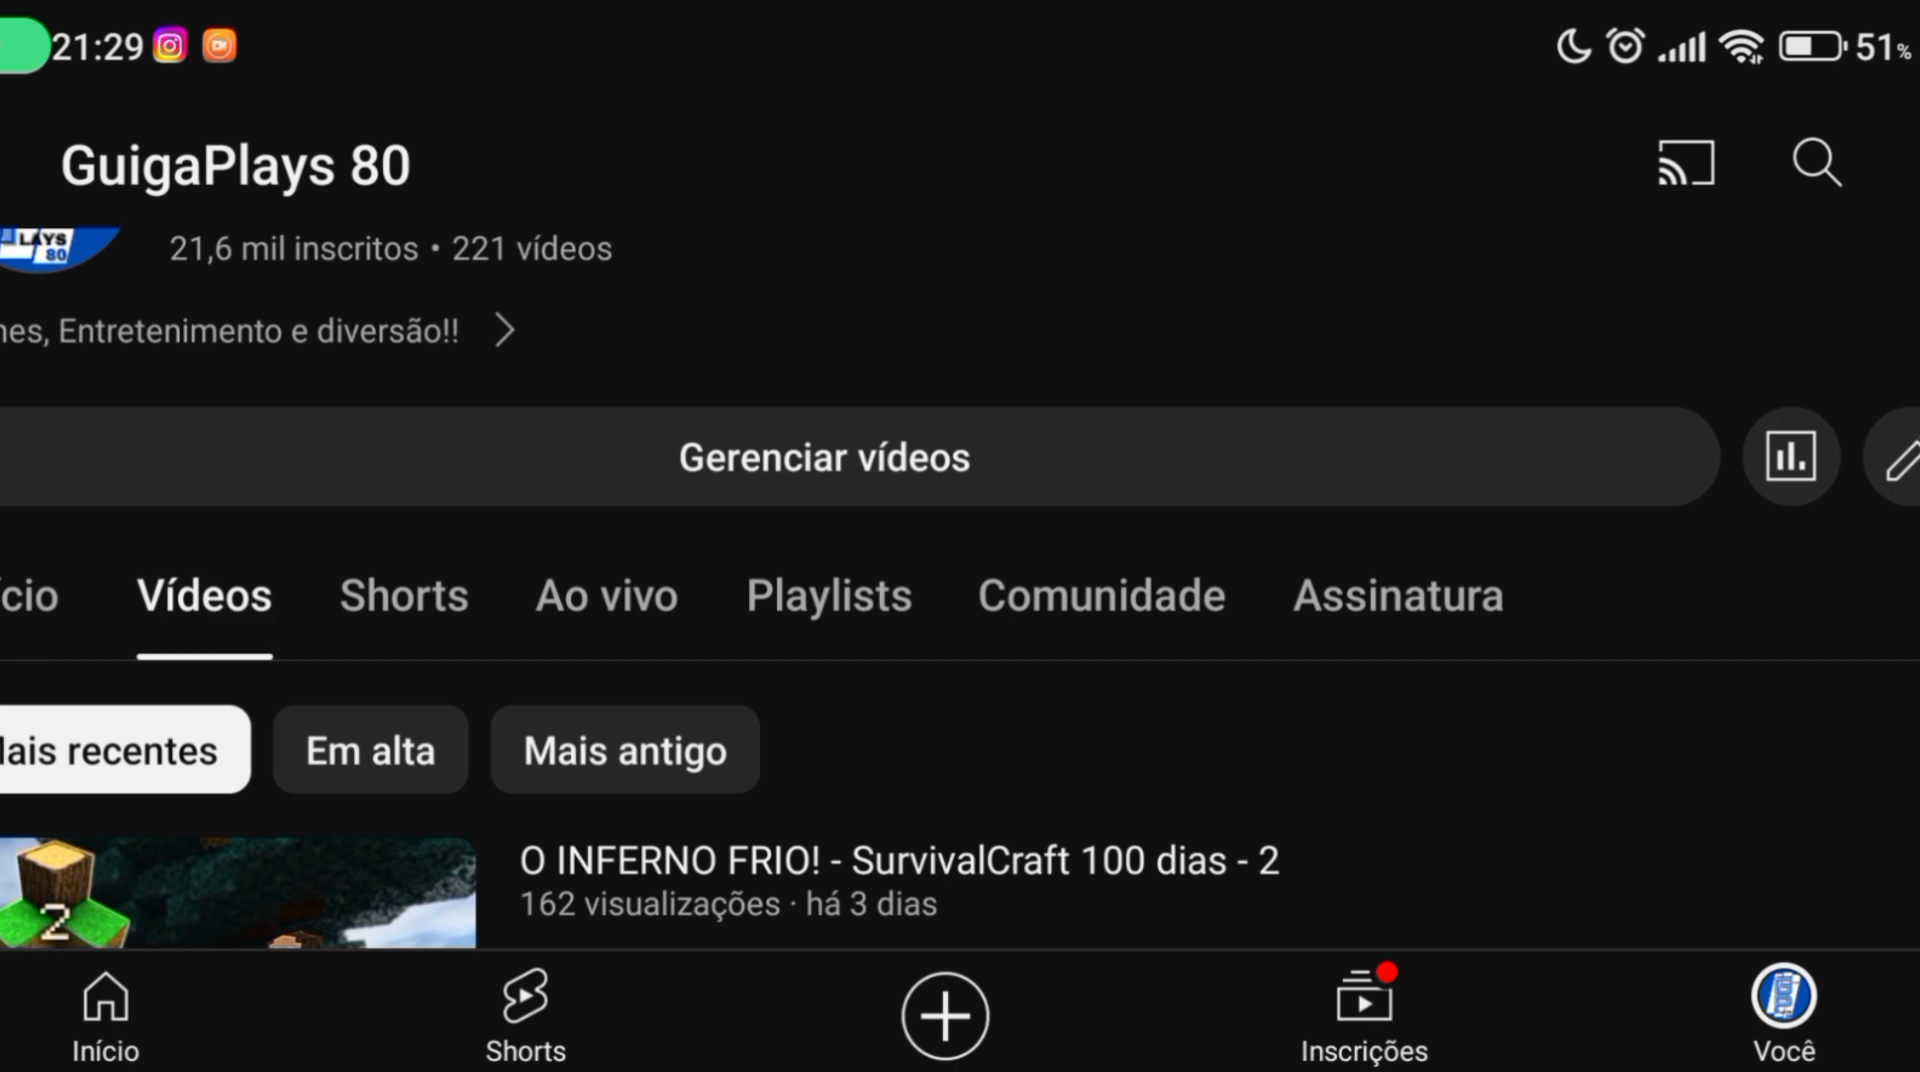 21:29
51%
GuigaPlays 80
LAYS
80
21,6 mil inscritos • 221 vídeos
nes, Entretenimento e diversão!!
Gerenciar vídeos
ício Vídeos Shorts Ao vivo Playlists Comunidade Assinatura
ais recentes Em alta Mais antigo
2
O INFERNO FRIO! - SurvivalCraft 100 dias - 2
162 visualizações · há 3 dias
Início Shorts Inscrições Você